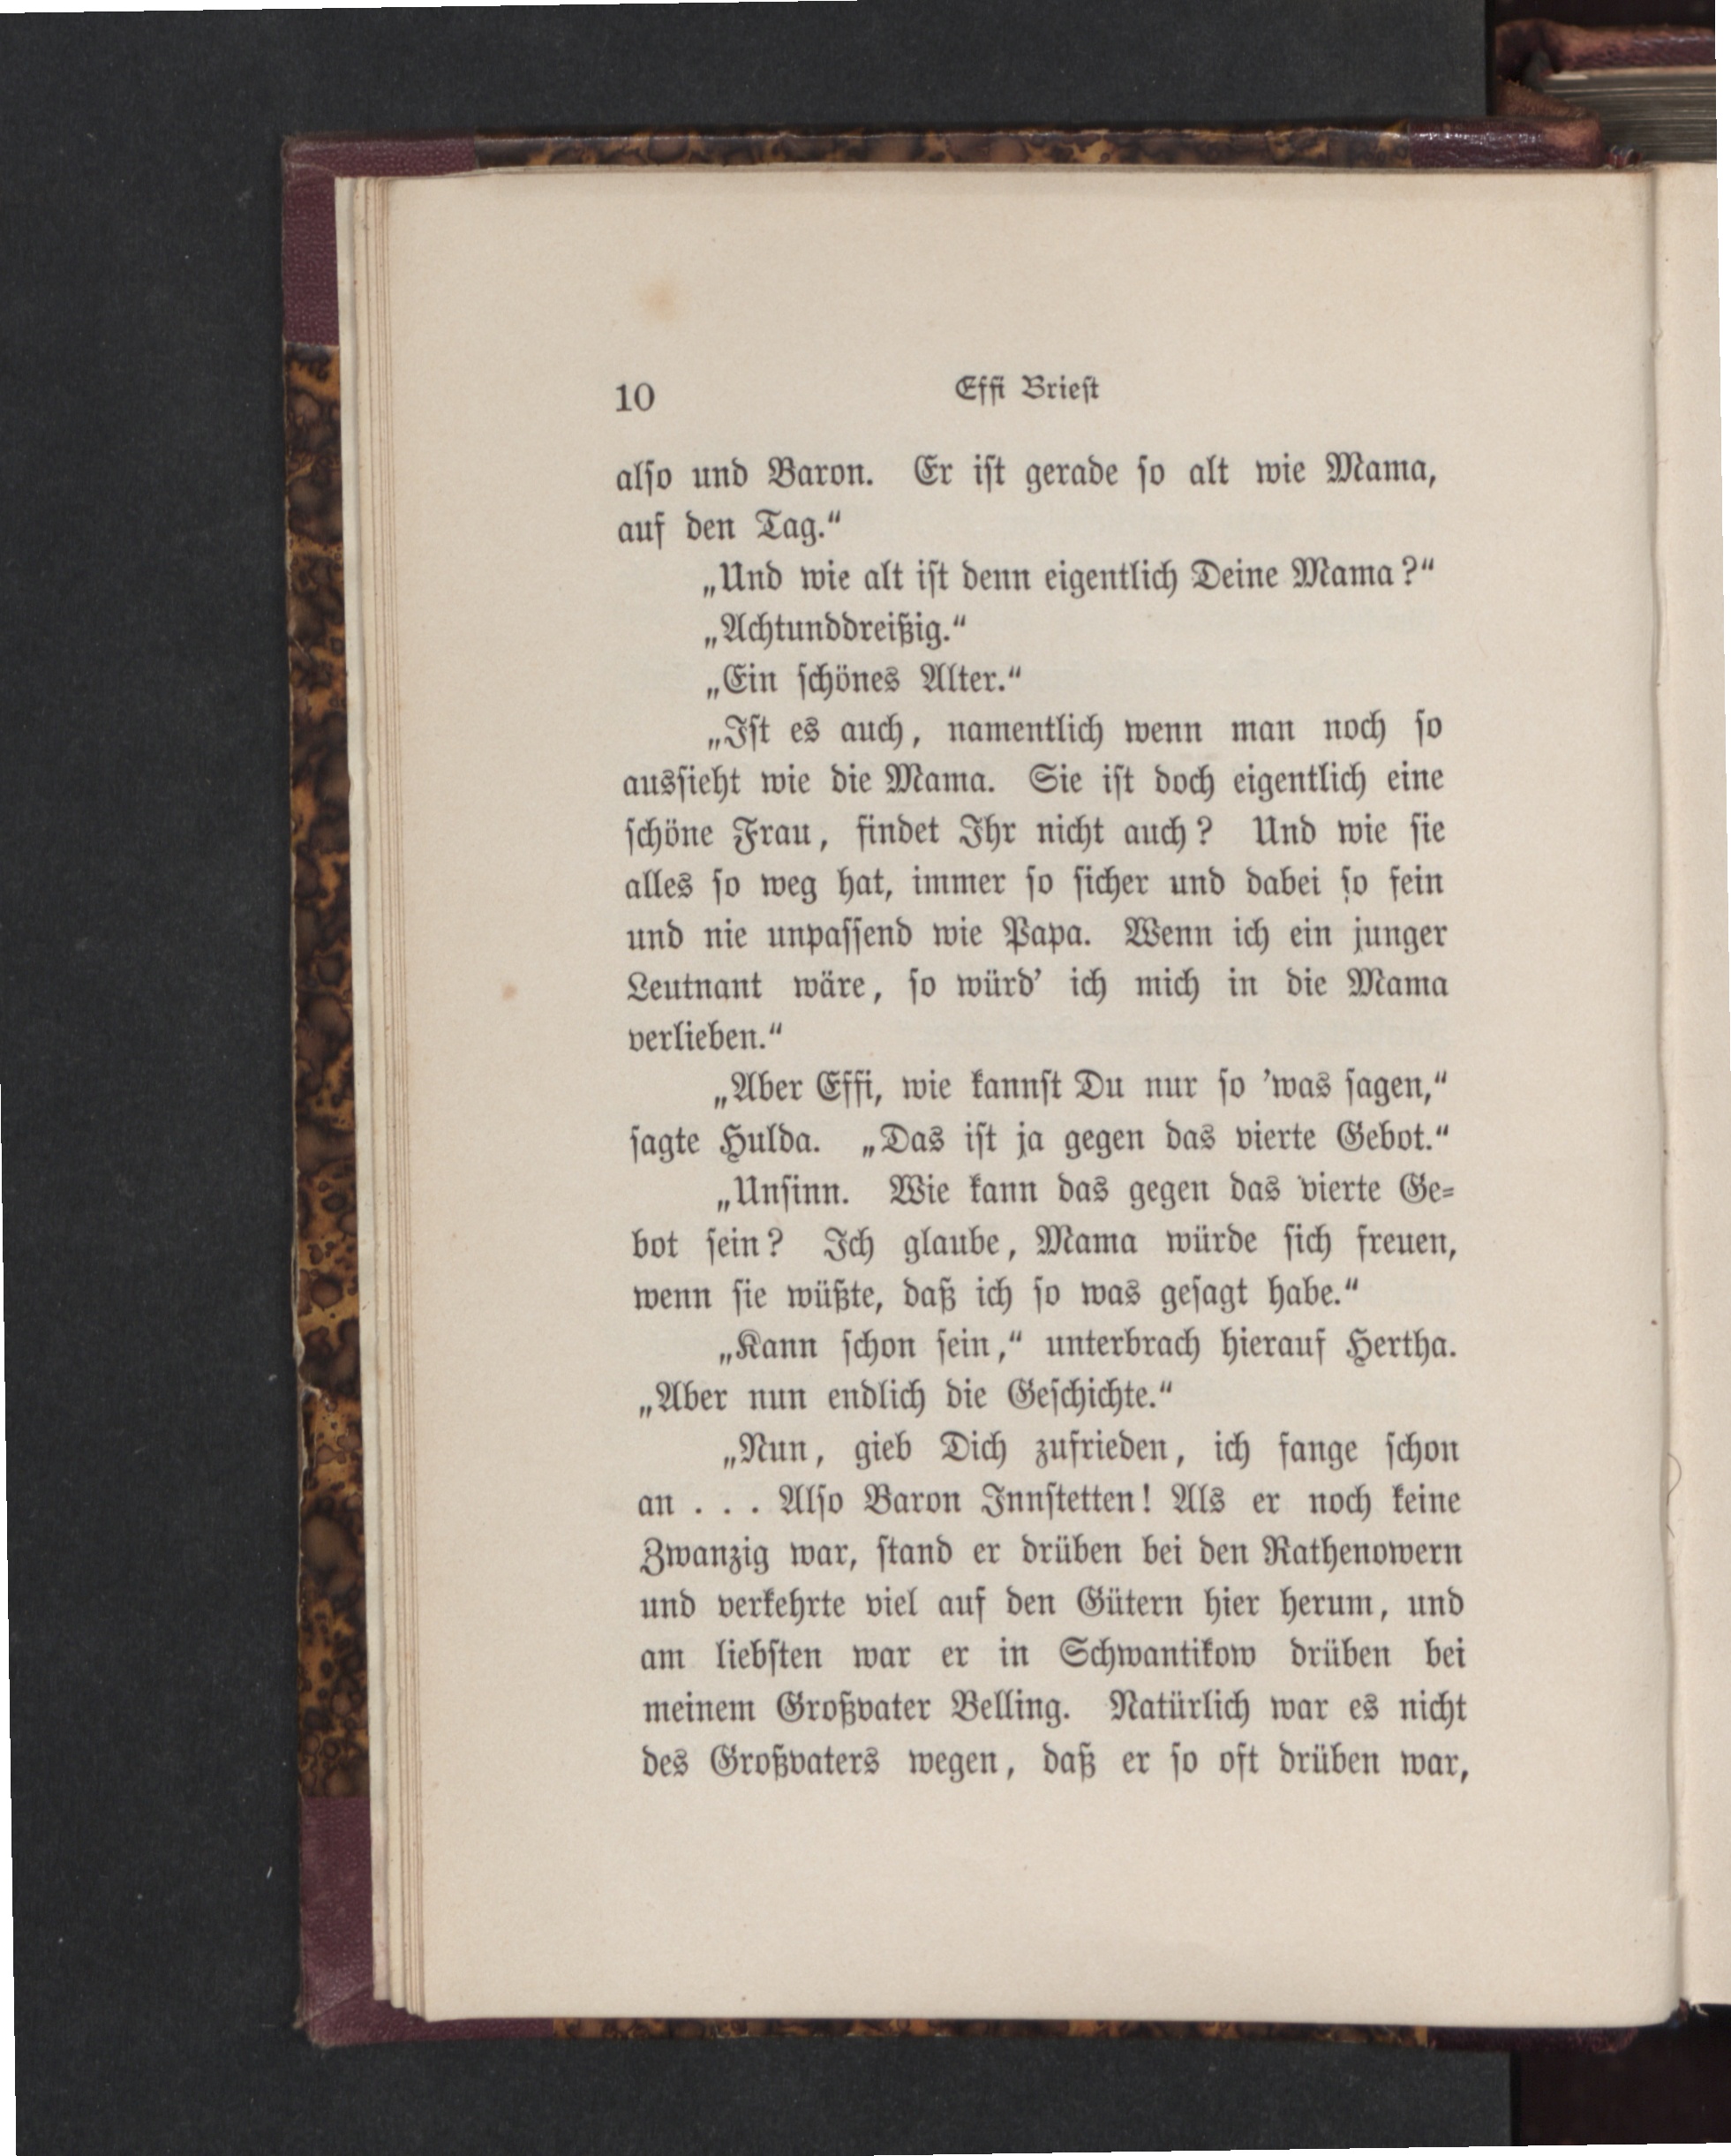 10 Effi Brieſt
alſo und Baron. Er iſt gerade ſo alt wie Mama,
auf den Tag.“
„Und wie alt iſt denn eigentlich Deine Mama?“
„Achtunddreißig.“
„Ein ſchönes Alter.“
„Iſt es auch, namentlich wenn man noch ſo
ausſieht wie die Mama. Sie iſt doch eigentlich eine
ſchöne Frau, findet Ihr nicht auch? Und wie ſie
alles ſo weg hat, immer ſo ſicher und dabei ſo fein
und nie unpaſſend wie Papa. Wenn ich ein junger
Leutnant wäre, ſo würd’ ich mich in die Mama
verlieben.“
„Aber Effi, wie kannſt Du nur ſo ’was ſagen,“
ſagte Hulda. „Das iſt ja gegen das vierte Gebot.“
„Unſinn. Wie kann das gegen das vierte Ge-
bot ſein? Ich glaube, Mama würde ſich freuen,
wenn ſie wüßte, daß ich ſo was geſagt habe.“
„Kann ſchon ſein,“ unterbrach hierauf Hertha.
„Aber nun endlich die Geſchichte.“
„Nun, gieb Dich zufrieden, ich fange ſchon
an . . . Alſo Baron Innſtetten! Als er noch keine
Zwanzig war, ſtand er drüben bei den Rathenowern
und verkehrte viel auf den Gütern hier herum, und
am liebſten war er in Schwantikow drüben bei
meinem Großvater Belling. Natürlich war es nicht
des Großvaters wegen, daß er ſo oft drüben war,